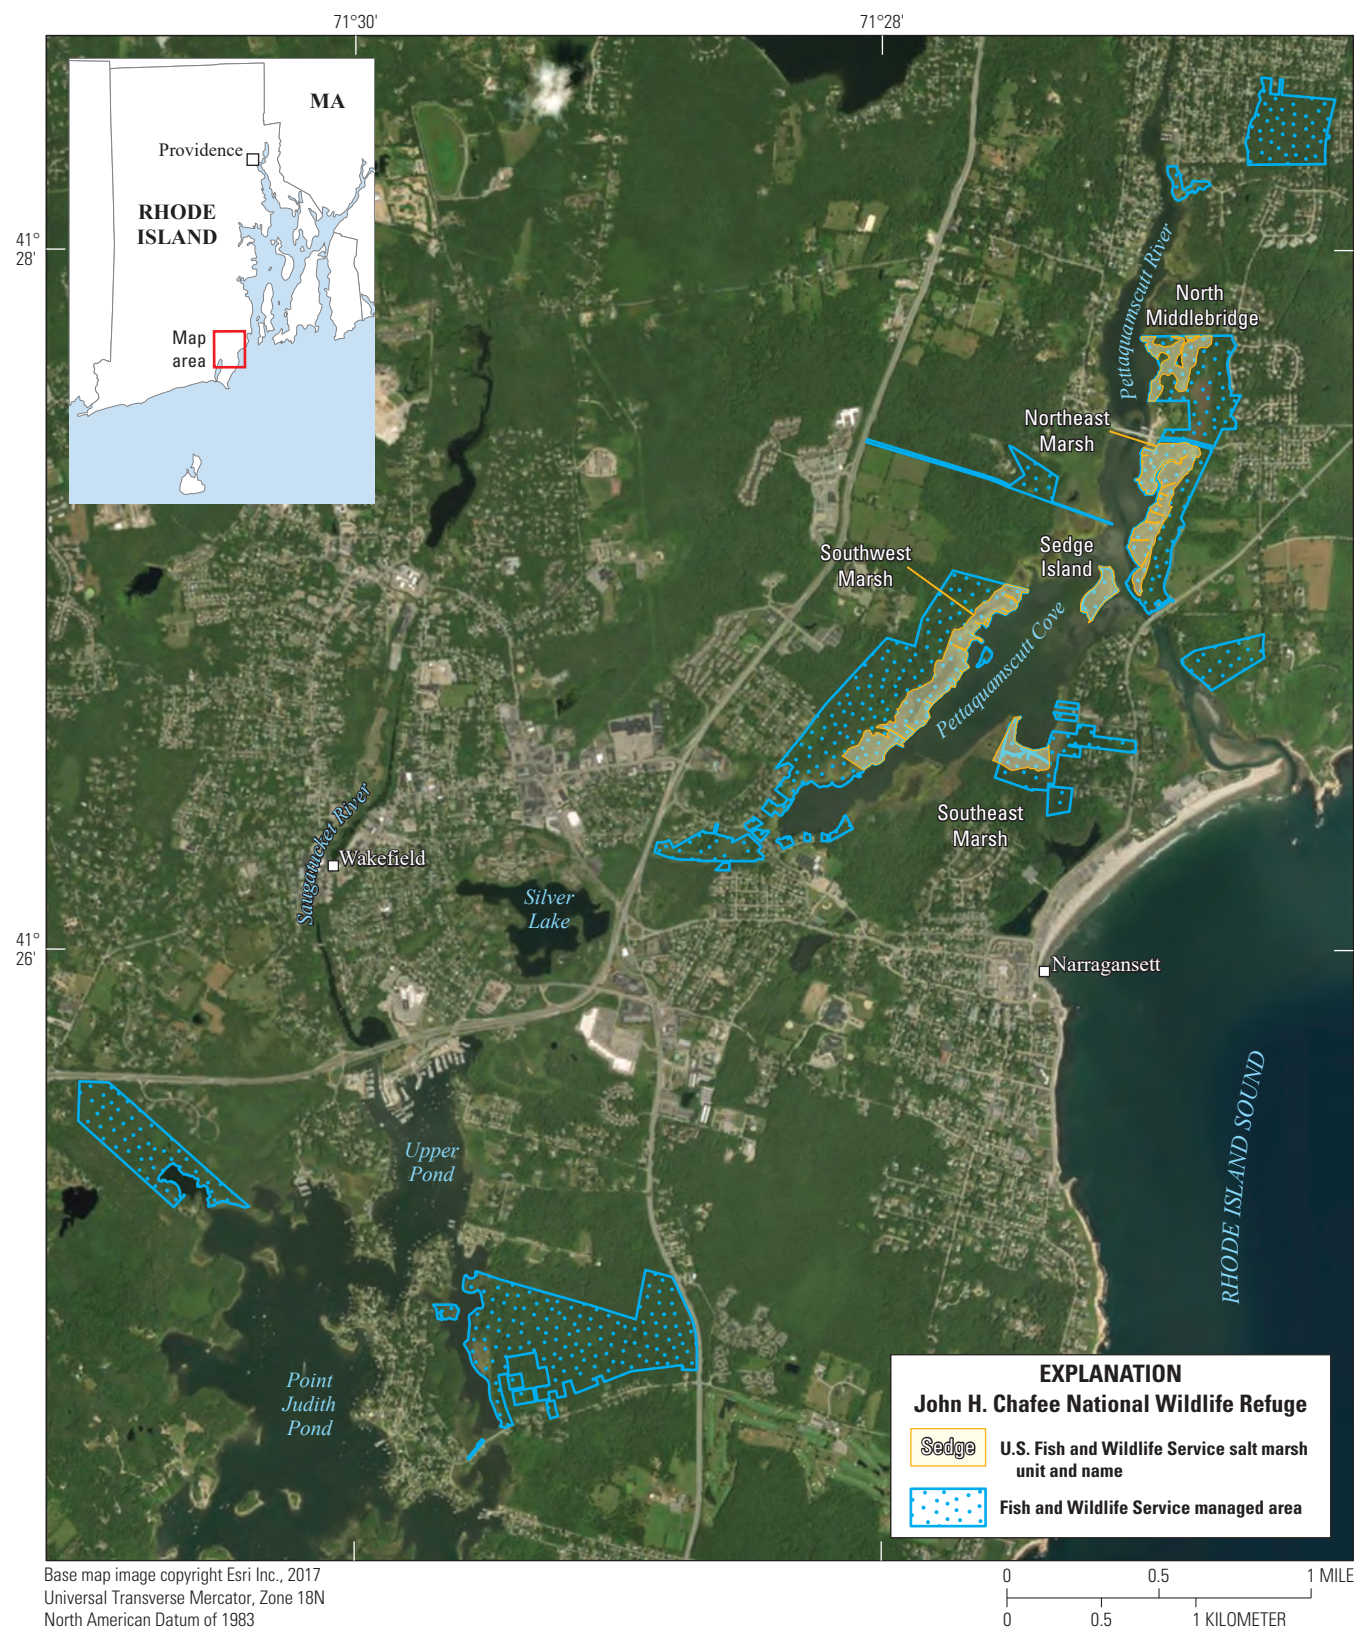 71°30'
71°28'
MA
Providence
RHODE
ISLAND
Map
area
41°
28'
Pettaquamscutt River
North
Middlebridge
Northeast
Marsh
Sedge
Island
Southwest
Marsh
Pettaquamscutt Cove
Southeast
Marsh
Saugatucket River
Wakefield
Silver
Lake
41°
26'
Narragansett
RHODE ISLAND SOUND
Upper
Pond
Point
Judith
Pond
EXPLANATION
John H. Chafee National Wildlife Refuge
Sedge
U.S. Fish and Wildlife Service salt marsh
unit and name
Fish and Wildlife Service managed area
Base map image copyright Esri Inc., 2017
Universal Transverse Mercator, Zone 18N
North American Datum of 1983
0 0.5 1 MILE
0 0.5 1 KILOMETER